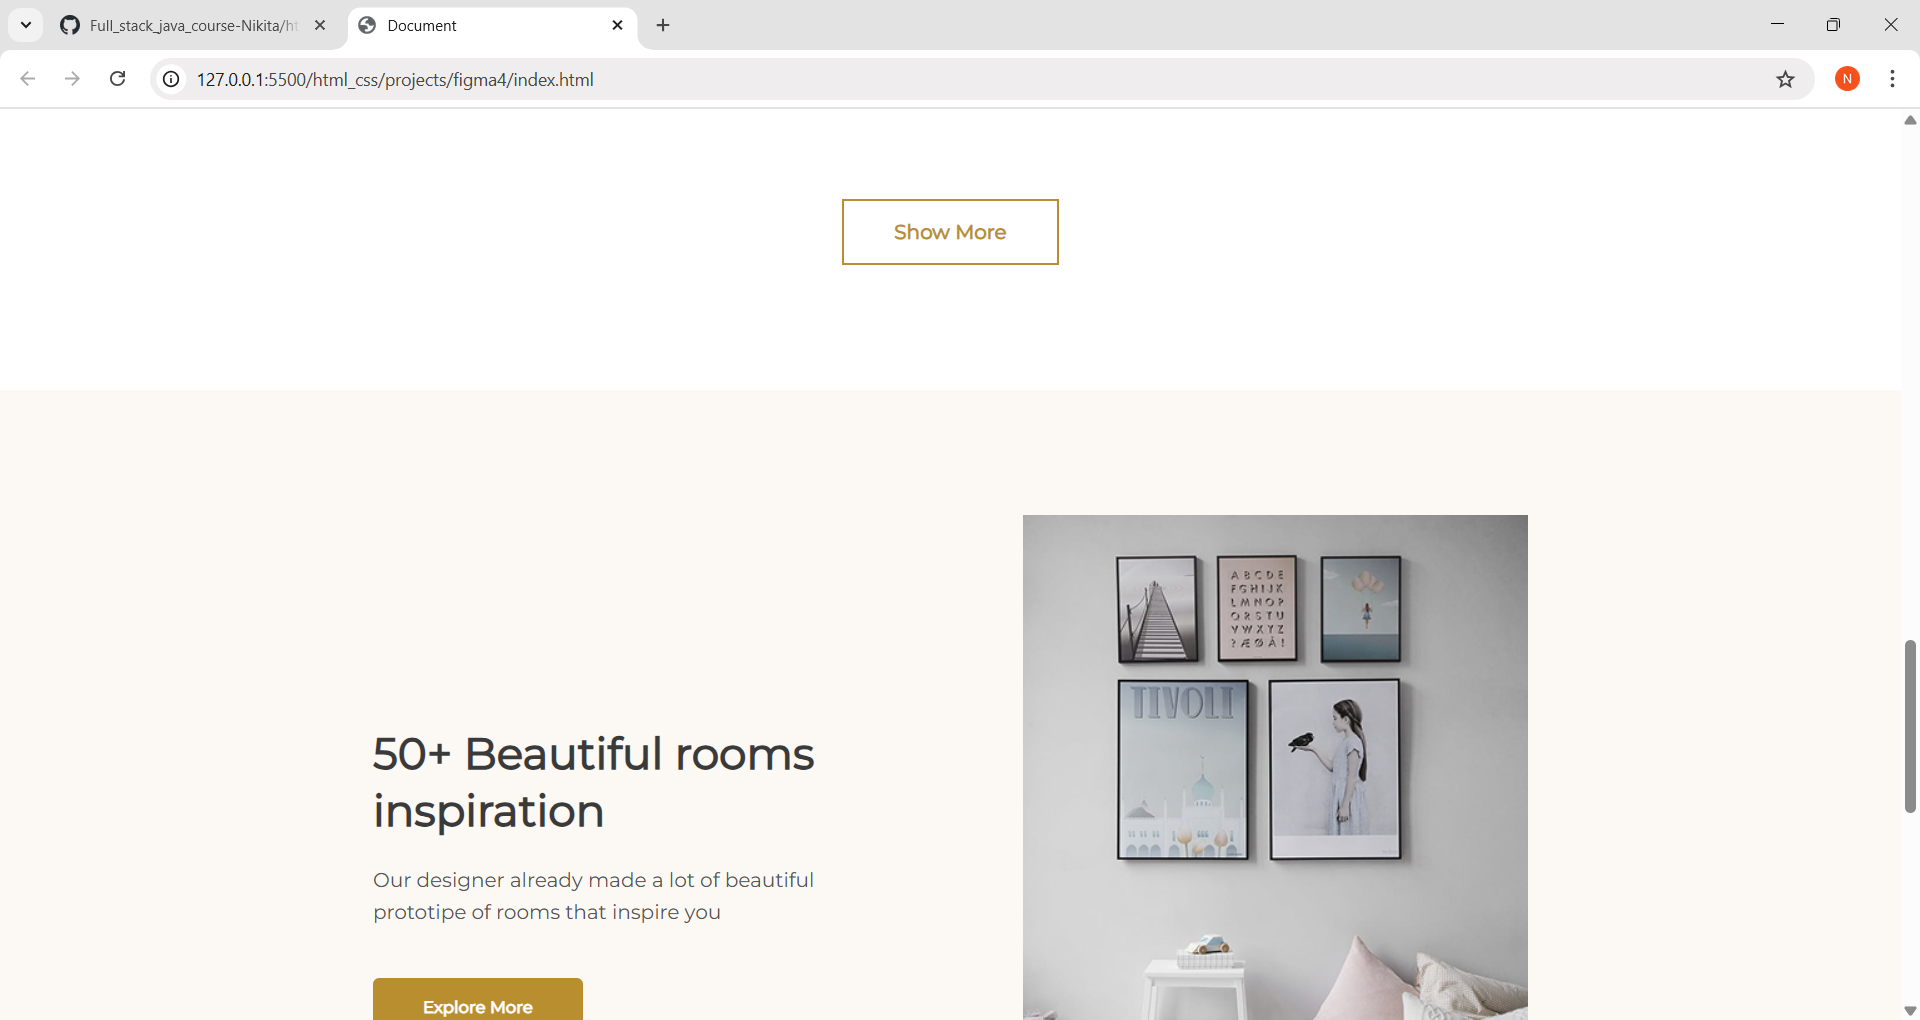 Full_stack_java_course-Nikita/ht
Document
127.0.0.1:5500/html_css/projects/figma4/index.html
N
Show More
50+ Beautiful rooms
inspiration
Our designer already made a lot of beautiful
prototipe of rooms that inspire you
Explore More
A B C D E
F G H I J K
L M N O P
Q R S T U
V W X Y Z
? Æ Ø Å !
TIVOLI